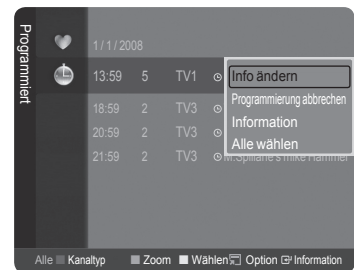 Programmiert
1 / 1 / 2008
13:59 5 TV1
Info ändern
Programmierung abbrechen
Information
Alle wählen
18:59 2 TV3
20:59 2 TV3
21:59 2 TV3 M.Spillane's mike Hammer
Alle Kanaltyp Zoom Wählen Option Information